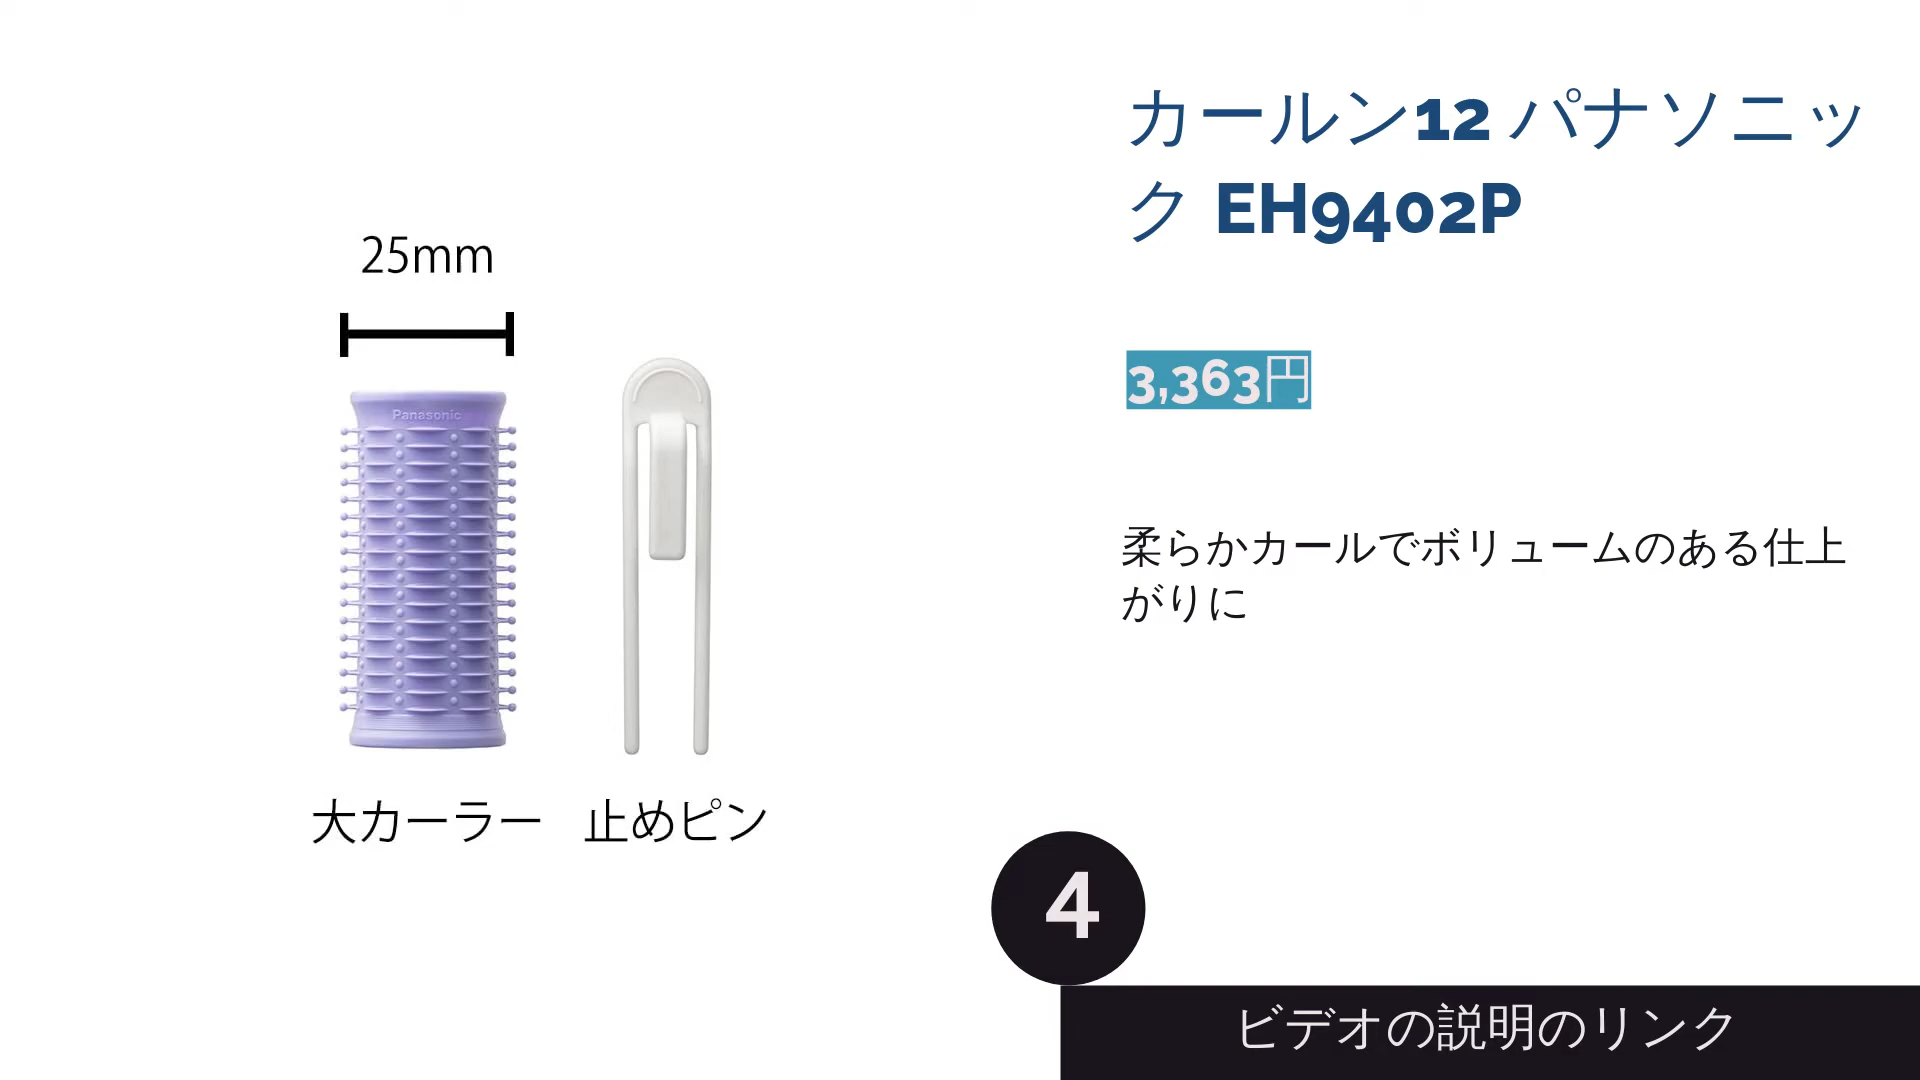 カールン12 パナソニッ
ク EH9402P
25mm
3,363円
Panasonic
柔らかカールでボリュームのある仕上
がりに
大カーラー 止めピン
4
ビデオの説明のリンク